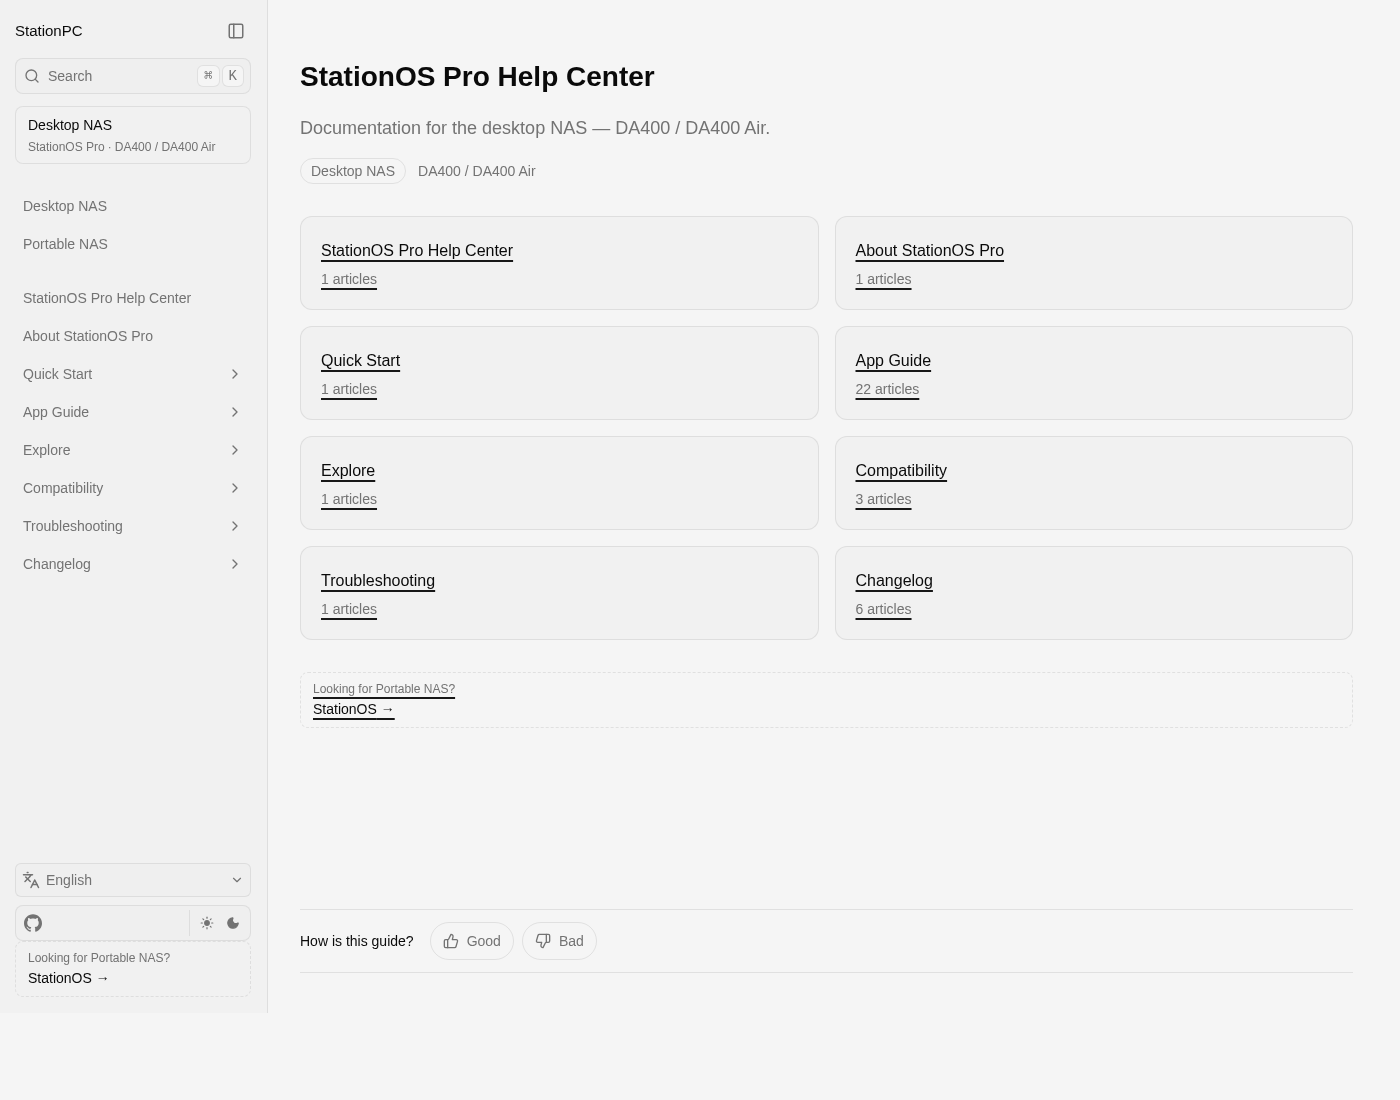 StationPC
Search
⌘ K
Desktop NAS
StationOS Pro · DA400 / DA400 Air
Desktop NAS
Portable NAS
StationOS Pro Help Center
About StationOS Pro
Quick Start
App Guide
Explore
Compatibility
Troubleshooting
Changelog
English
Looking for Portable NAS?
StationOS →
StationOS Pro Help Center
Documentation for the desktop NAS — DA400 / DA400 Air.
Desktop NAS DA400 / DA400 Air
StationOS Pro Help Center
1 articles
About StationOS Pro
1 articles
Quick Start
1 articles
App Guide
22 articles
Explore
1 articles
Compatibility
3 articles
Troubleshooting
1 articles
Changelog
6 articles
Looking for Portable NAS?
StationOS →
How is this guide? Good Bad